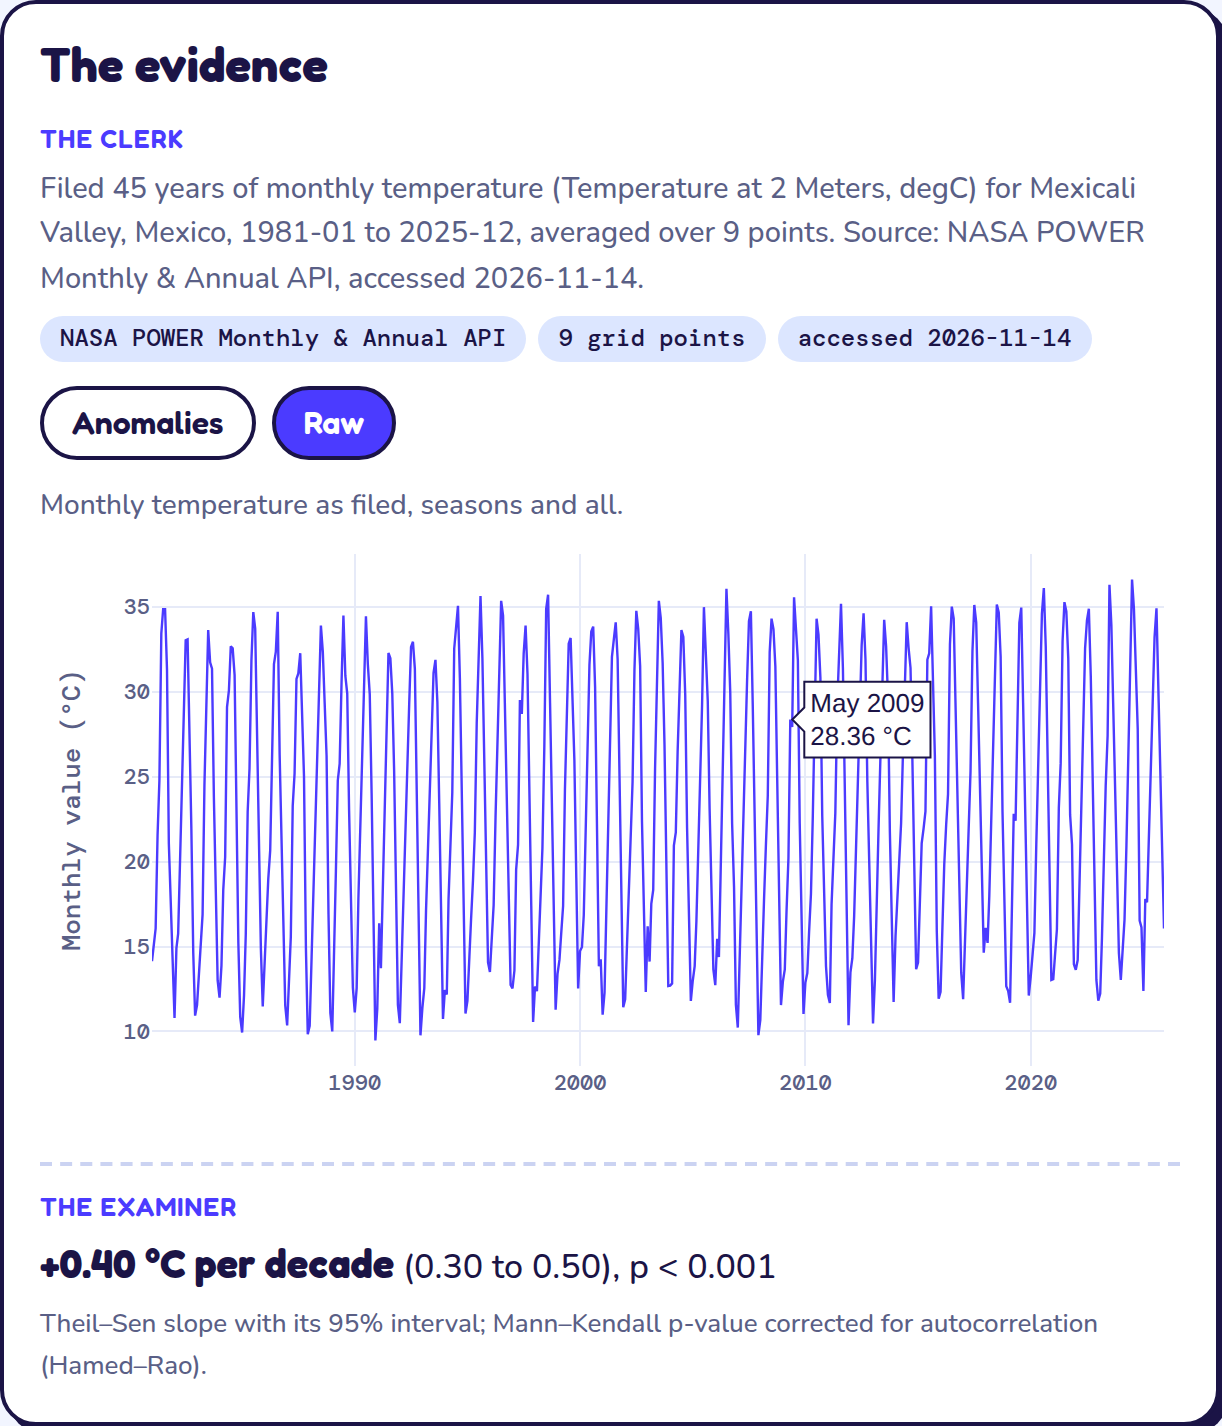 The evidence
THE CLERK
Filed 45 years of monthly temperature (Temperature at 2 Meters, degC) for Mexicali
Valley, Mexico, 1981-01 to 2025-12, averaged over 9 points. Source: NASA POWER
Monthly & Annual API, accessed 2026-11-14.
NASA POWER Monthly & Annual API
9 grid points
accessed 2026-11-14
Anomalies
Raw
Monthly temperature as filed, seasons and all.
Monthly value (°C)
35
30
25
20
15
10
May 2009
28.36 °C
1990
2000
2010
2020
THE EXAMINER
+0.40 °C per decade (0.30 to 0.50), p < 0.001
Theil–Sen slope with its 95% interval; Mann–Kendall p-value corrected for autocorrelation
(Hamed–Rao).